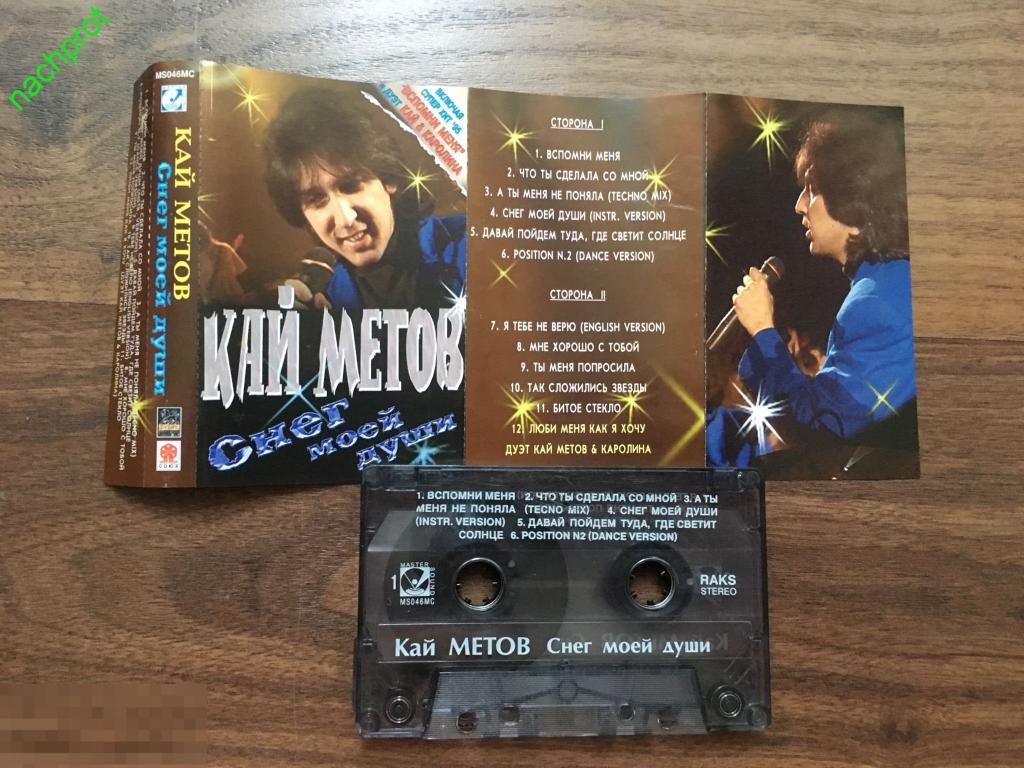 nachprot
MS046MC
КАЙ МЕТОВ
Снег моей души
СОЮЗ
ВКЛЮЧАЯ
СУПЕР ХИТ '95
"ВСПОМНИ МЕНЯ"
И ДУЭТ КАЙ & КАРОЛИНА
КАЙ МЕТОВ
Снег
моей
души
СТОРОНА I
1. ВСПОМНИ МЕНЯ
2. ЧТО ТЫ СДЕЛАЛА СО МНОЙ
3. А ТЫ МЕНЯ НЕ ПОНЯЛА (TECHNO MIX)
4. СНЕГ МОЕЙ ДУШИ (INSTR. VERSION)
5. ДАВАЙ ПОЙДЕМ ТУДА, ГДЕ СВЕТИТ СОЛНЦЕ
6. POSITION N.2 (DANCE VERSION)
СТОРОНА II
7. Я ТЕБЕ НЕ ВЕРЮ (ENGLISH VERSION)
8. МНЕ ХОРОШО С ТОБОЙ
9. ТЫ МЕНЯ ПОПРОСИЛА
10. ТАК СЛОЖИЛИСЬ ЗВЕЗДЫ
11. БИТОЕ СТЕКЛО
12. ЛЮБИ МЕНЯ КАК Я ХОЧУ
ДУЭТ КАЙ МЕТОВ & КАРОЛИНА
1. ВСПОМНИ МЕНЯ 2. ЧТО ТЫ СДЕЛАЛА СО МНОЙ 3. А ТЫ
МЕНЯ НЕ ПОНЯЛА (TECNO MIX) 4. СНЕГ МОЕЙ ДУШИ
(INSTR. VERSION) 5. ДАВАЙ ПОЙДЕМ ТУДА, ГДЕ СВЕТИТ
СОЛНЦЕ 6. POSITION N2 (DANCE VERSION)
MASTER
SOUND
1
MS046MC
RAKS
STEREO
Кай МЕТОВ Снег моей души